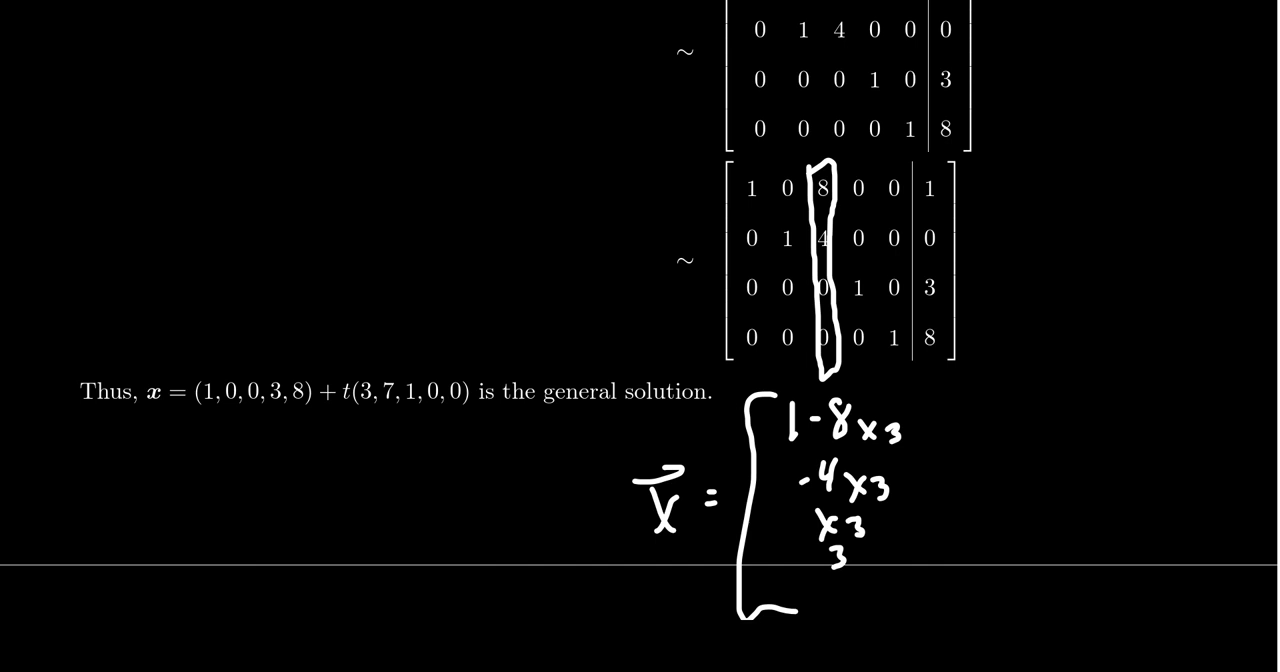 0 1 4 0 0 0
∼
0 0 0 1 0 3
0 0 0 0 1 8
1 0 8 0 0 1
0 1 4 0 0 0
∼
0 0 0 1 0 3
0 0 0 0 1 8
Thus, x = (1, 0, 0, 3, 8) + t(3, 7, 1, 0, 0) is the general solution.
1-8x3
-4x3
x =
x3
3